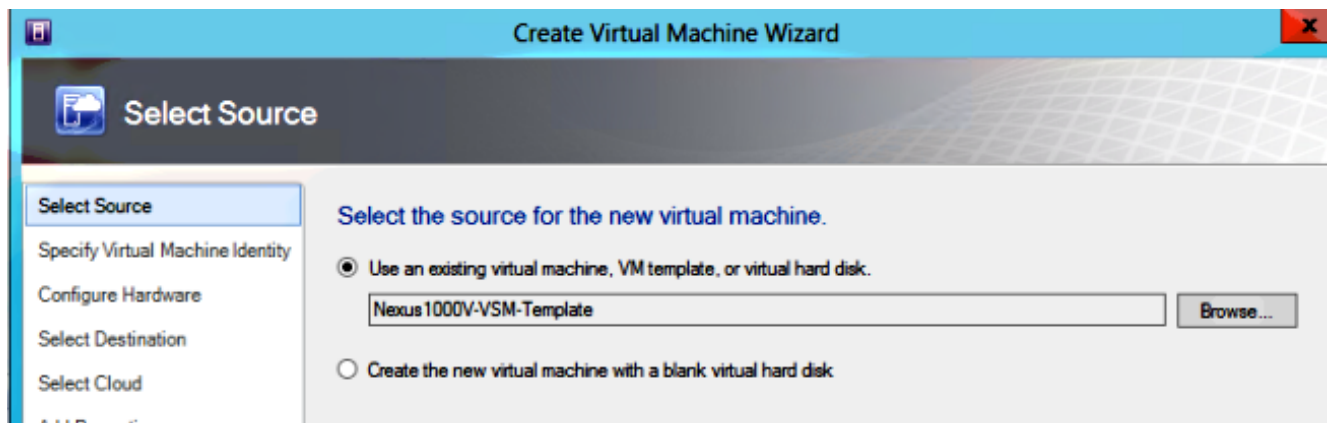 Create Virtual Machine Wizard
Select Source
Select Source
Specify Virtual Machine Identity
Configure Hardware
Select Destination
Select Cloud
Select the source for the new virtual machine.
Use an existing virtual machine, VM template, or virtual hard disk.
Nexus1000V-VSM-Template
Browse...
Create the new virtual machine with a blank virtual hard disk